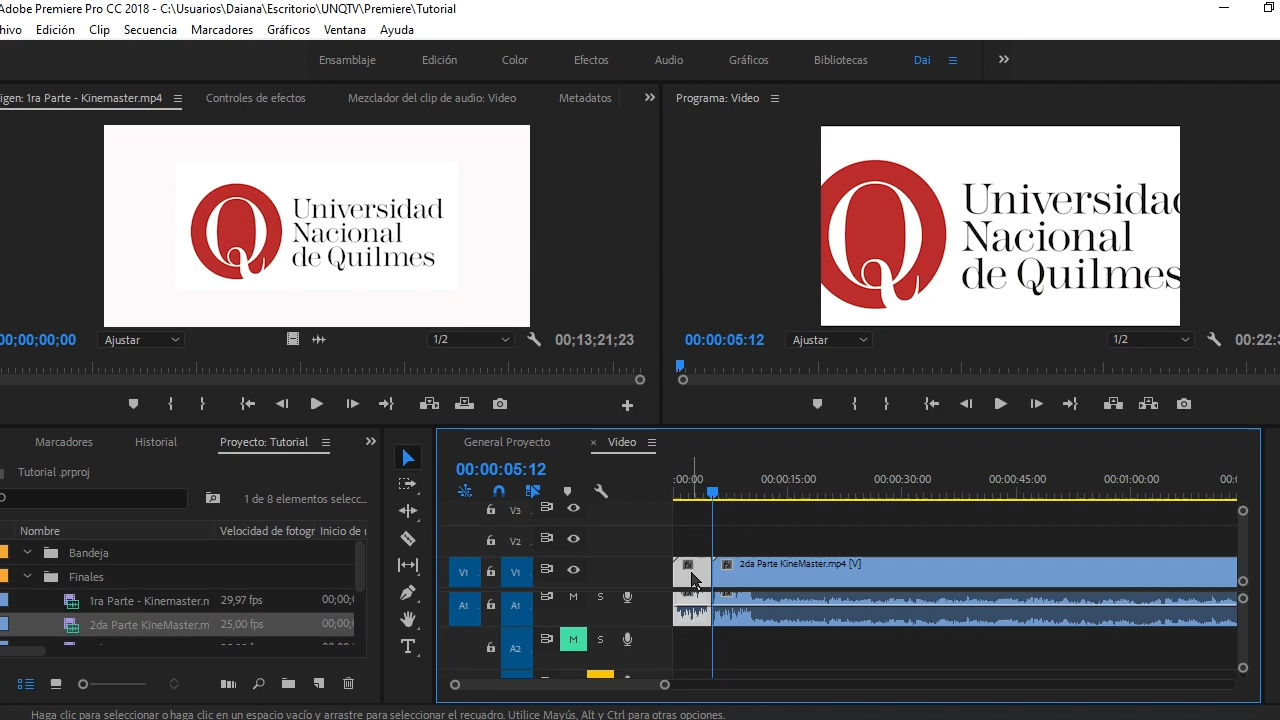 Adobe Premiere Pro CC 2018 - C:\Usuarios\Daiana\Escritorio\UNQTV\Premiere\Tutorial
hivo Edición Clip Secuencia Marcadores Gráficos Ventana Ayuda
Ensamblaje Edición Color Efectos Audio Gráficos Bibliotecas Dai
igen: 1ra Parte - Kinemaster.mp4 Controles de efectos Mezclador del clip de audio: Video Metadatos
Universidad
Nacional
de Quilmes
00;00;00;00 Ajustar 1/2 00;13;21;23
Programa: Video
Universidad
Nacional
de Quilmes
00:00:05:12 Ajustar 1/2 00:22:
Marcadores Historial Proyecto: Tutorial
Tutorial .prproj
1 de 8 elementos selecc...
Nombre Velocidad de fotogr Inicio de
Bandeja
Finales
1ra Parte - Kinemaster.n 29,97 fps 00;00;
2da Parte KineMaster.m 25,00 fps 00;00;
General Proyecto × Video
00:00:05:12
:00:00 00:00:15:00 00:00:30:00 00:00:45:00 00:01:00:00 00:
V3
V2
V1 V1 fx fx 2da Parte KineMaster.mp4 [V]
A1 A1 M S
A2 M S
T
Haga clic para seleccionar o haga clic en un espacio vacío y arrastre para seleccionar el recuadro. Utilice Mayús, Alt y Ctrl para otras opciones.